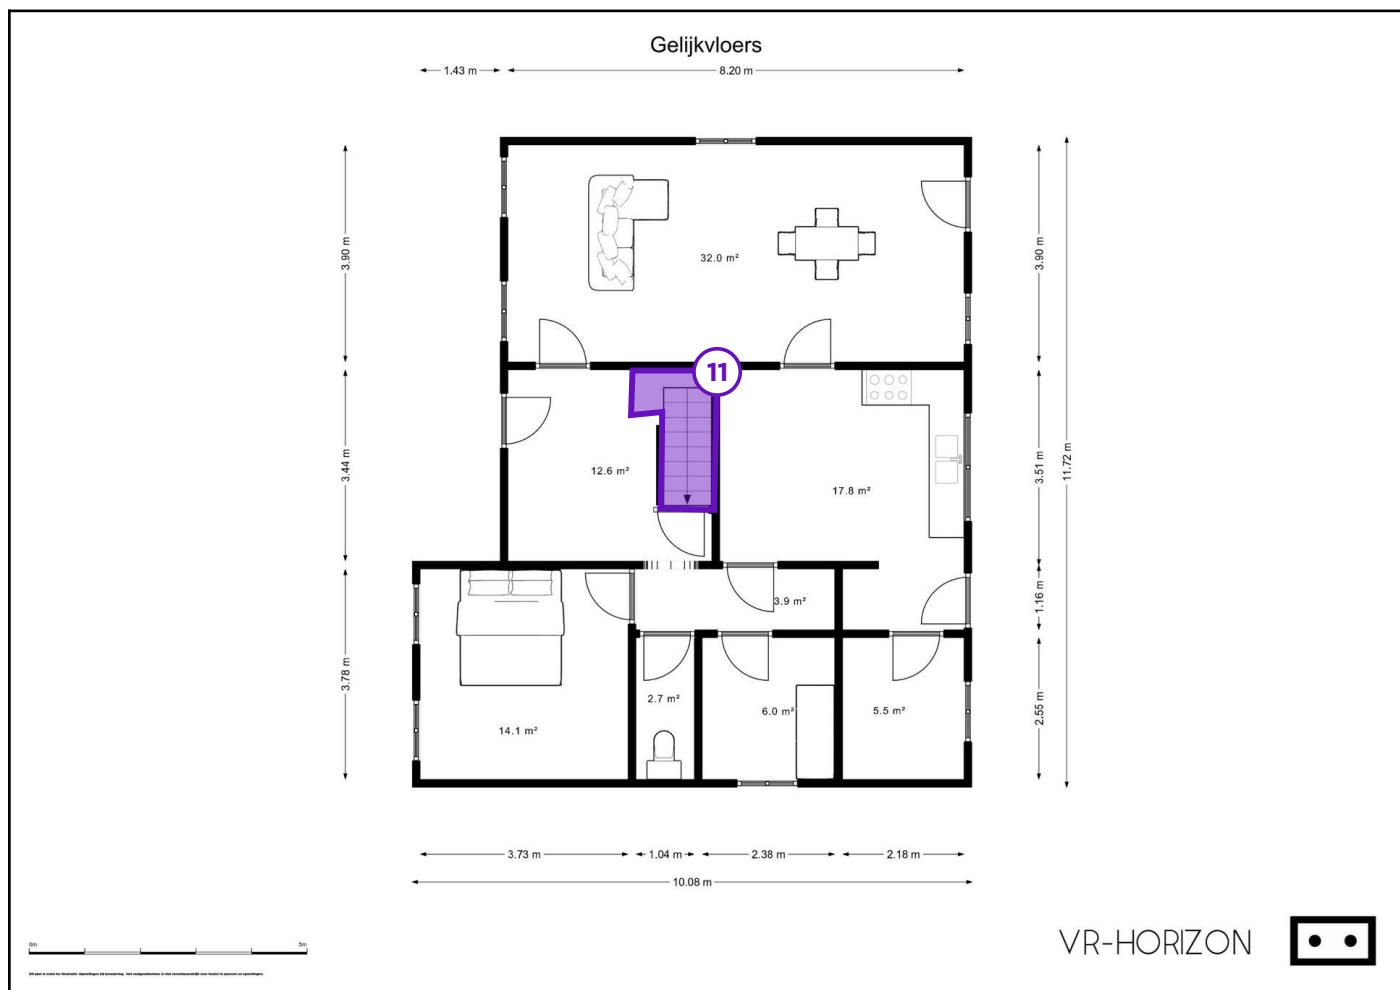 Gelijkvloers
1.43 m
8.20 m
3.90 m
3.90 m
32.0 m²
11
3.44 m
12.6 m²
17.8 m²
3.51 m
11.72 m
3.9 m²
1.16 m
3.78 m
14.1 m²
2.7 m²
6.0 m²
5.5 m²
2.55 m
3.73 m
1.04 m
2.38 m
2.18 m
10.08 m
0m
5m
VR-HORIZON